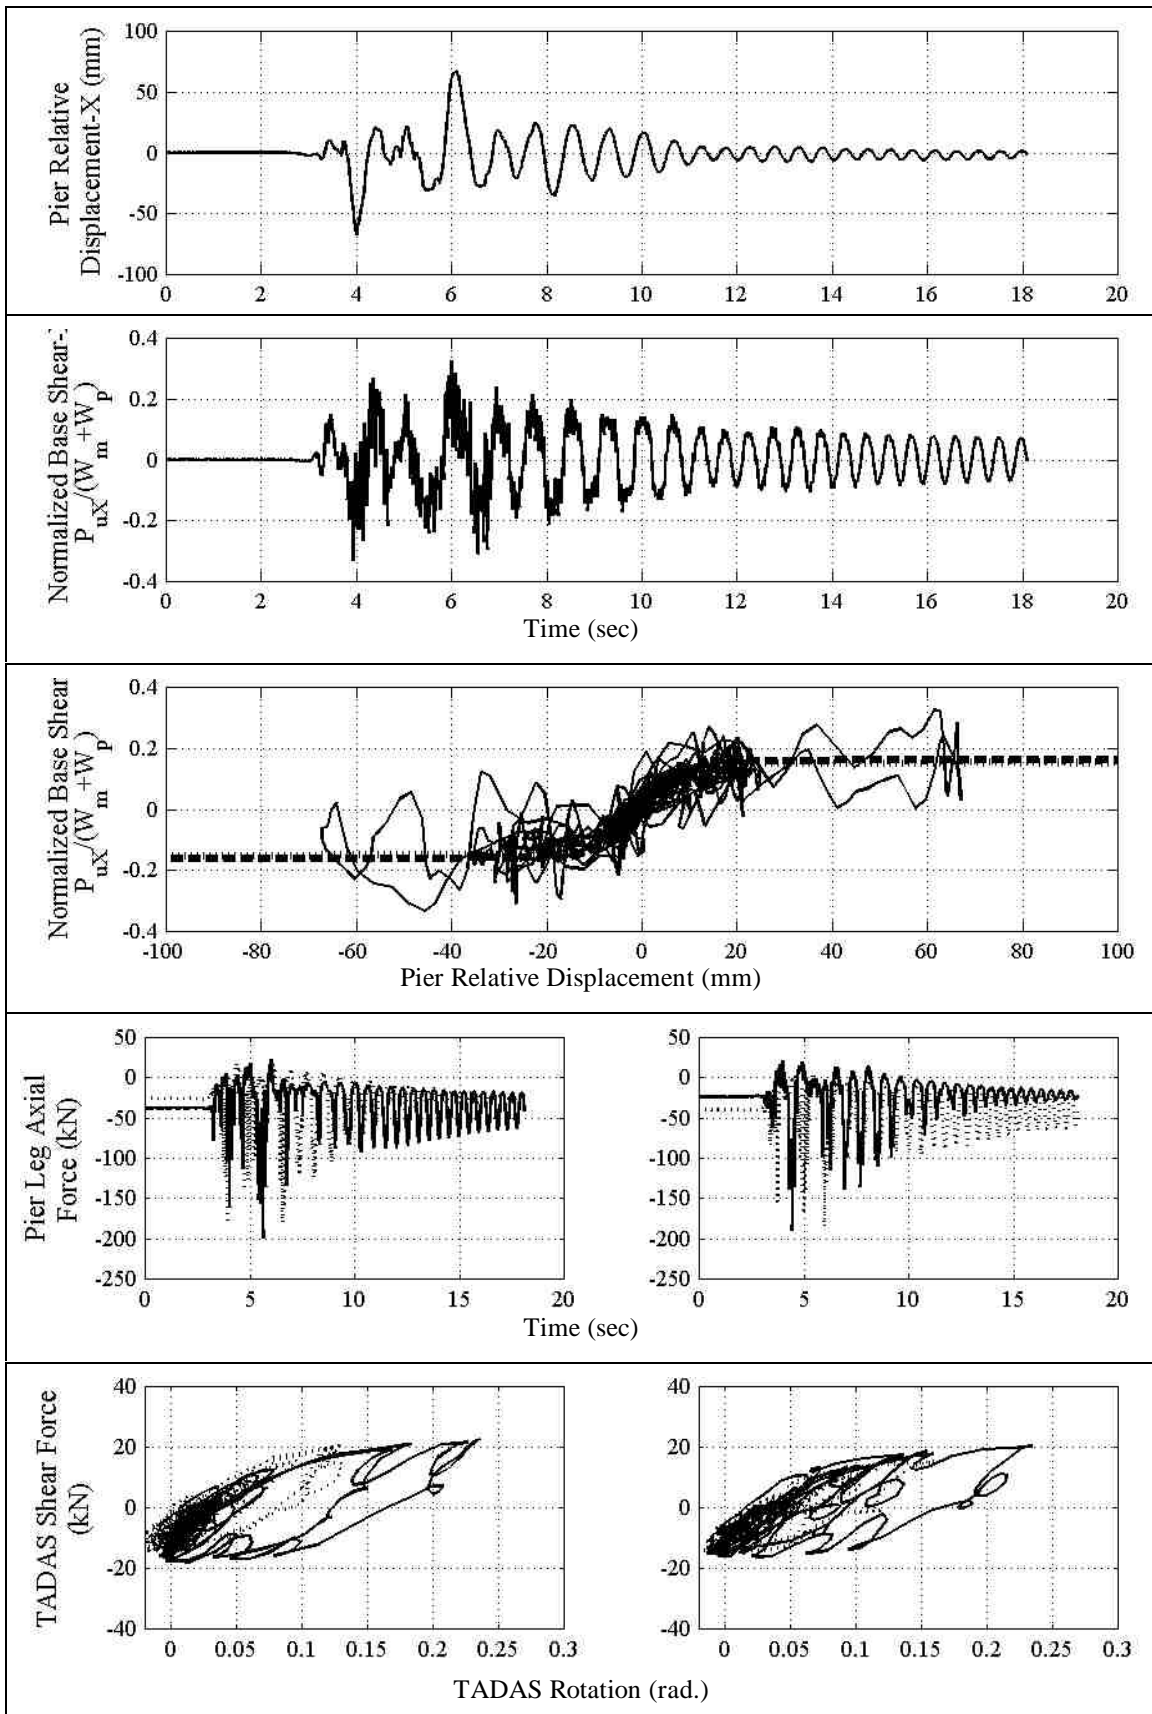 Pier Relative
Displacement-X (mm)
100
50
0
-50
-100
0 2 4 6 8 10 12 14 16 18 20
Normalized Base Shear-
PuX/(Wm+Wp)
0.4
0.2
0
-0.2
-0.4
0 2 4 6 8 10 12 14 16 18 20
Time (sec)
Normalized Base Shear
PuX/(Wm+Wp)
0.4
0.2
0
-0.2
-0.4
-100 -80 -60 -40 -20 0 20 40 60 80 100
Pier Relative Displacement (mm)
Pier Leg Axial
Force (kN)
50
0
-50
-100
-150
-200
-250
0 5 10 15 20
50
0
-50
-100
-150
-200
-250
0 5 10 15 20
Time (sec)
TADAS Shear Force
(kN)
40
20
0
-20
-40
0 0.05 0.1 0.15 0.2 0.25 0.3
40
20
0
-20
-40
0 0.05 0.1 0.15 0.2 0.25 0.3
TADAS Rotation (rad.)